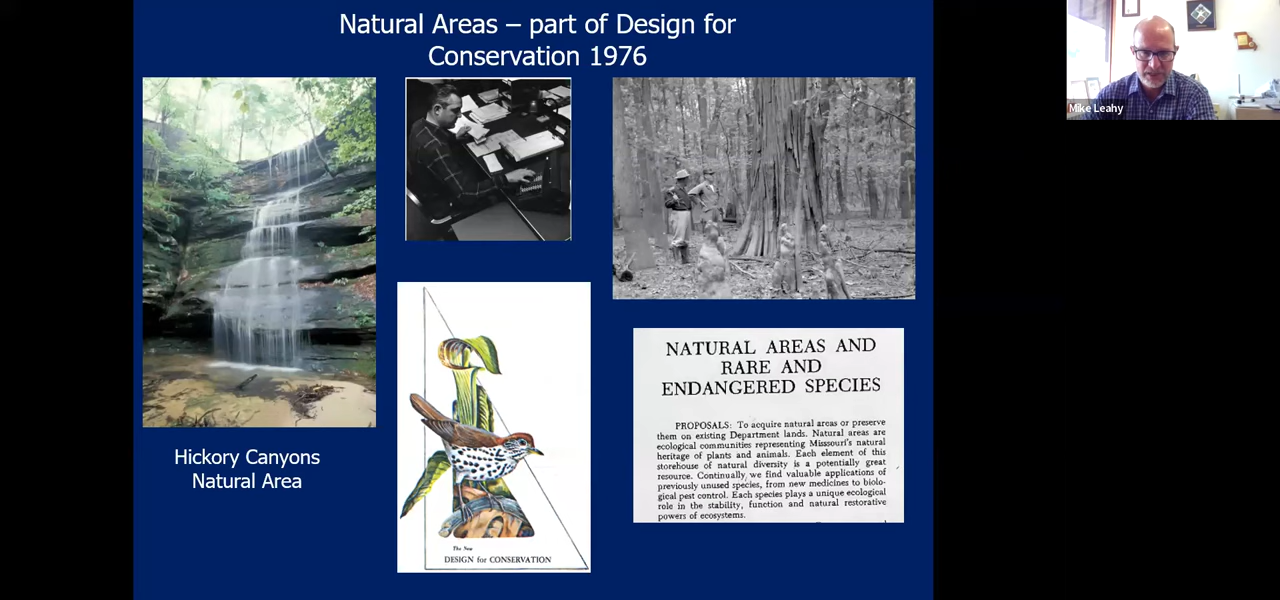 Natural Areas – part of Design for
Conservation 1976
Mike Leahy
Hickory Canyons
Natural Area
The New
DESIGN for CONSERVATION
NATURAL AREAS AND
RARE AND
ENDANGERED SPECIES
PROPOSALS: To acquire natural areas or preserve
them on existing Department lands. Natural areas are
ecological communities representing Missouri's natural
heritage of plants and animals. Each element of this
storehouse of natural diversity is a potentially great
resource. Continually we find valuable applications of
previously unused species, from new medicines to biolo-
gical pest control. Each species plays a unique ecological
role in the stability, function and natural restorative
powers of ecosystems.